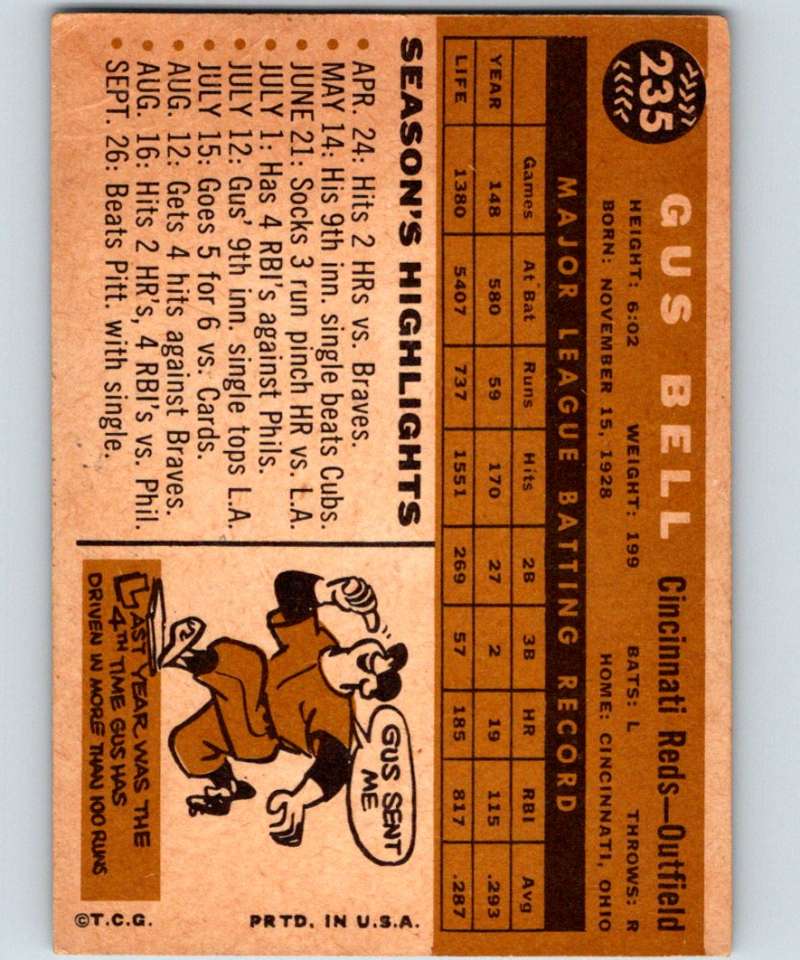 235
GUS BELL Cincinnati Reds—Outfield
HEIGHT: 6:02 WEIGHT: 199 BATS: L THROWS: R
BORN: NOVEMBER 15, 1928 HOME: CINCINNATI, OHIO
MAJOR LEAGUE BATTING RECORD
Games At Bat Runs Hits 2B 3B HR RBI Avg
YEAR 148 580 59 170 27 2 19 115 .293
LIFE 1380 5407 737 1551 269 57 185 817 .287
SEASON'S HIGHLIGHTS
• APR. 24: Hits 2 HRs vs. Braves.
• MAY 14: His 9th inn. single beats Cubs.
• JUNE 21: Socks 3 run pinch HR vs. L.A.
• JULY 1: Has 4 RBI's against Phils.
• JULY 12: Gus' 9th inn. single tops L.A.
• JULY 15: Goes 5 for 6 vs. Cards.
• AUG. 12: Gets 4 hits against Braves.
• AUG. 16: Hits 2 HR's, 4 RBI's vs. Phil.
• SEPT. 26: Beats Pitt. with single.
GUS SENT
ME
LAST YEAR WAS THE
4TH TIME GUS HAS
DRIVEN IN MORE THAN 100 RUNS
©T.C.G. PRTD. IN U.S.A.